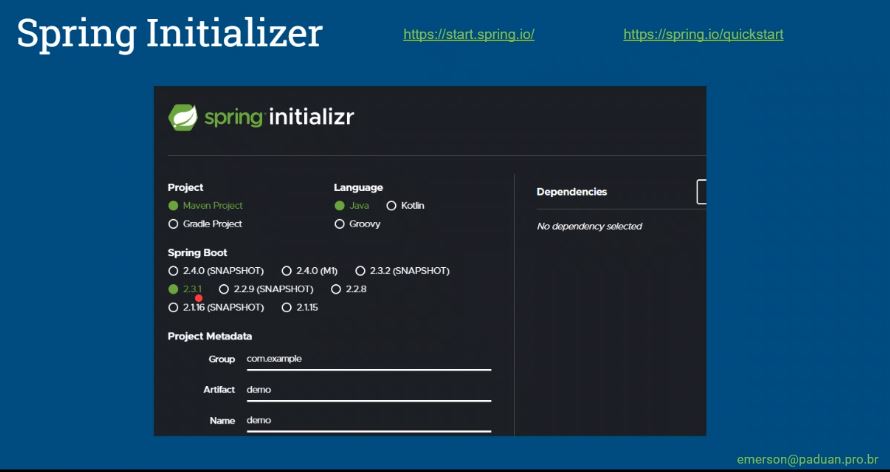 Spring Initializer
https://start.spring.io/
https://spring.io/quickstart
spring initializr
Project
Language
Dependencies
Maven Project
Java
Kotlin
Gradle Project
Groovy
No dependency selected
Spring Boot
2.4.0 (SNAPSHOT)
2.4.0 (M1)
2.3.2 (SNAPSHOT)
2.3.1
2.2.9 (SNAPSHOT)
2.2.8
2.1.16 (SNAPSHOT)
2.1.15
Project Metadata
Group com.example
Artifact demo
Name demo
emerson@paduan.pro.br